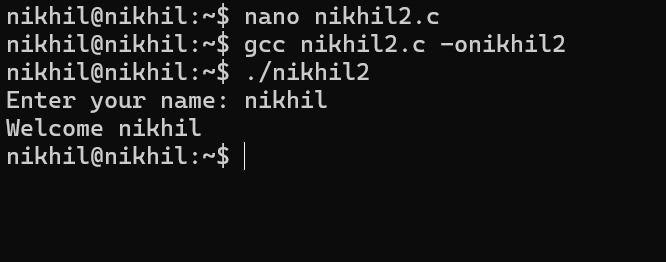 nikhil@nikhil:~$ nano nikhil2.c
nikhil@nikhil:~$ gcc nikhil2.c -onikhil2
nikhil@nikhil:~$ ./nikhil2
Enter your name: nikhil
Welcome nikhil
nikhil@nikhil:~$